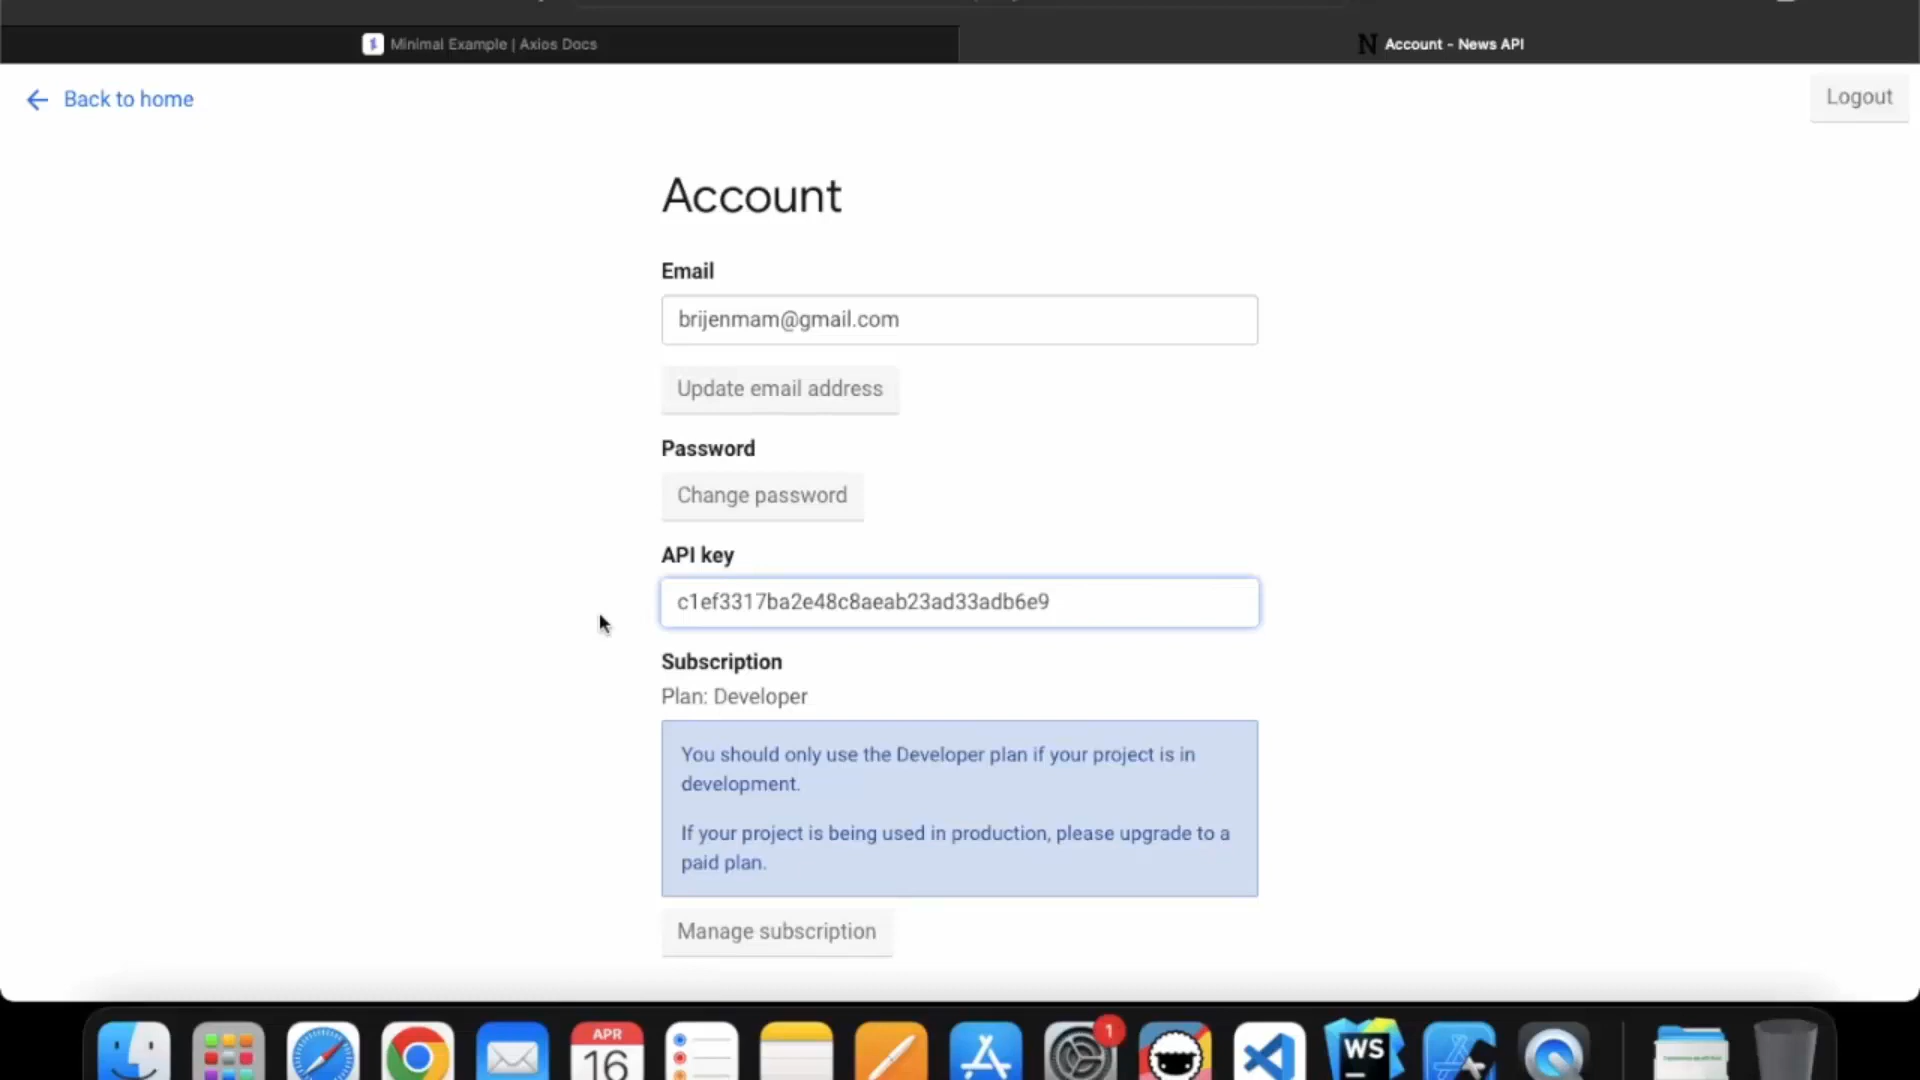 Minimal Example | Axios Docs
Account - News API
Back to home
Logout
Account
Email
brijenmam@gmail.com
Update email address
Password
Change password
API key
c1ef3317ba2e48c8aeab23ad33adb6e9
Subscription
Plan: Developer
You should only use the Developer plan if your project is in
development.
If your project is being used in production, please upgrade to a
paid plan.
Manage subscription
APR
16
1
WS